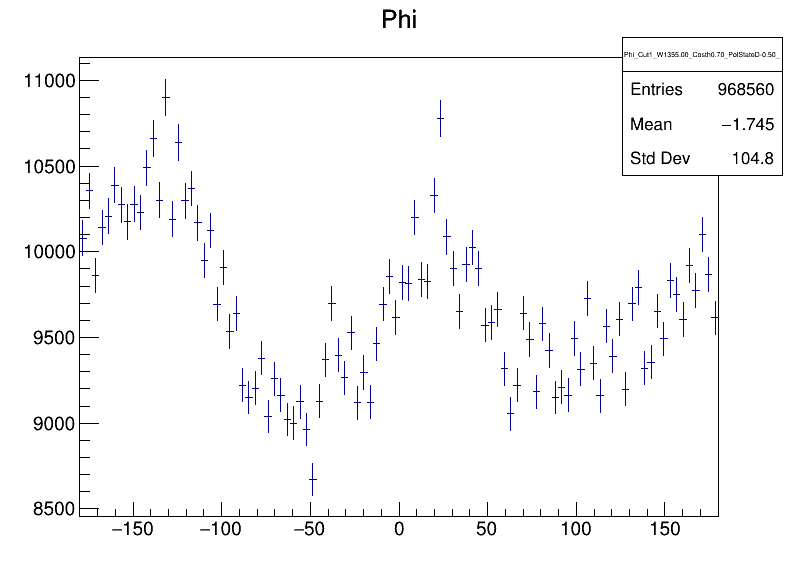 Phi
Phi_Cut1_W1355.00_Costh0.70_PolStateD-0.50_
Entries 968560
Mean −1.745
Std Dev 104.8
11000
10500
10000
9500
9000
8500
−150 −100 −50 0 50 100 150